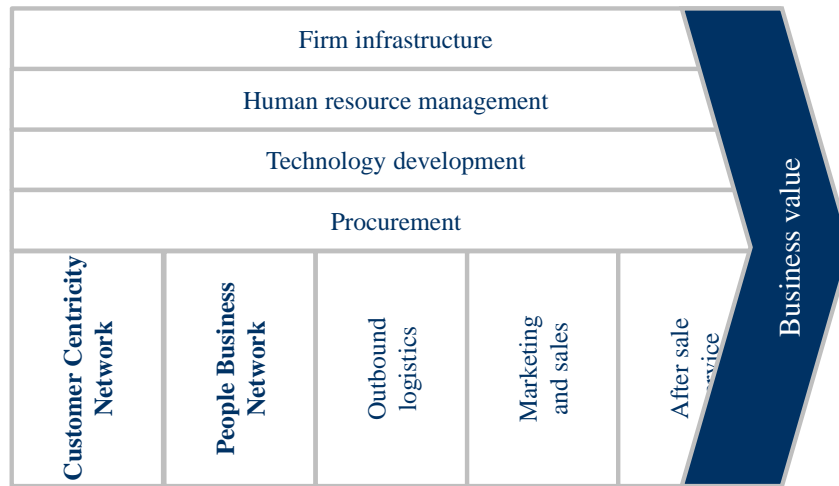 Firm infrastructure
Human resource management
Technology development
Procurement
Customer Centricity
Network
People Business
Network
Outbound
logistics
Marketing
and sales
After sale
Business value